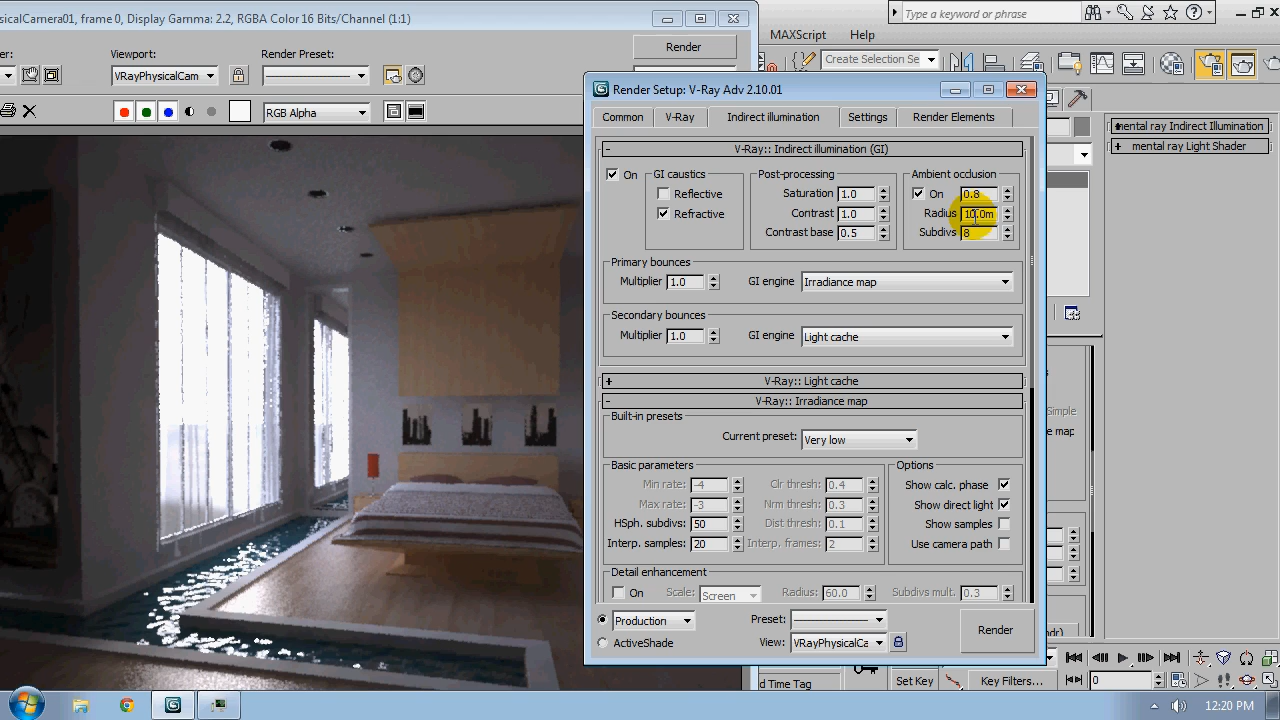 sicalCamera01, frame 0, Display Gamma: 2.2, RGBA Color 16 Bits/Channel (1:1)
Type a keyword or phrase
MAXScript Help
Viewport:
Render Preset:
Render
VRayPhysicalCam
RGB Alpha
Create Selection Se
Render Setup: V-Ray Adv 2.10.01
Common V-Ray Indirect illumination Settings Render Elements
- V-Ray:: Indirect illumination (GI)
On
GI caustics
Reflective
Refractive
Post-processing
Saturation 1.0
Contrast 1.0
Contrast base 0.5
Ambient occlusion
On 0.8
Radius
Subdivs 8
Primary bounces
Multiplier 1.0 GI engine Irradiance map
Secondary bounces
Multiplier 1.0 GI engine Light cache
+ V-Ray:: Light cache
- V-Ray:: Irradiance map
Built-in presets
Current preset: Very low
Basic parameters
Min rate: -4 Clr thresh: 0.4
Max rate: -3 Nrm thresh: 0.3
HSph. subdivs: 50 Dist thresh: 0.1
Interp. samples: 20 Interp. frames: 2
Options
Show calc. phase
Show direct light
Show samples
Use camera path
Detail enhancement
On Scale: Screen Radius: 60.0 Subdivs mult. 0.3
Production
ActiveShade
Preset:
View: VRayPhysicalCa
Render
mental ray Indirect Illumination
+ mental ray Light Shader
Simple
e map
d Time Tag
Set Key Key Filters...
0
12:20 PM